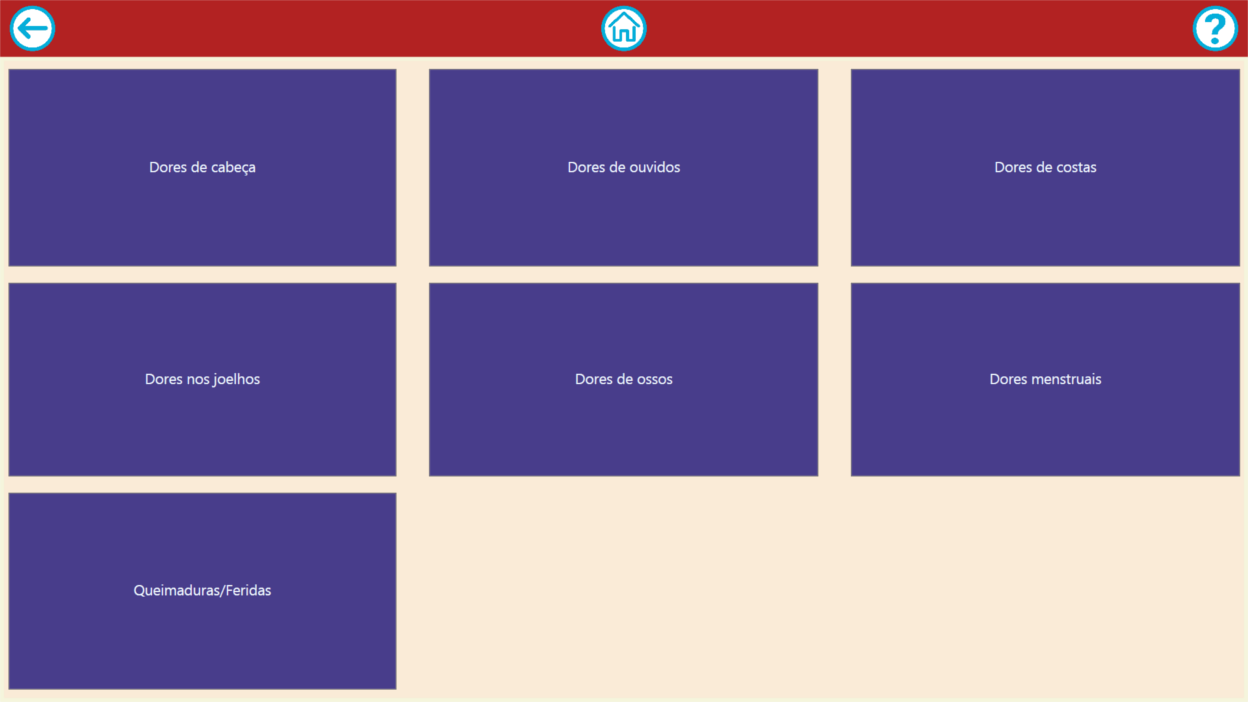 Dores de cabeça
Dores de ouvidos
Dores de costas
Dores nos joelhos
Dores de ossos
Dores menstruais
Queimaduras/Feridas